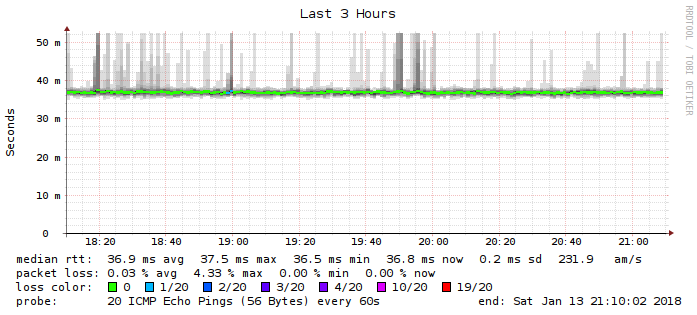 Last 3 Hours
RRDTOOL / TOBI OETIKER
Seconds
50 m
40 m
30 m
20 m
10 m
0
18:20 18:40 19:00 19:20 19:40 20:00 20:20 20:40 21:00
median rtt: 36.9 ms avg 37.5 ms max 36.5 ms min 36.8 ms now 0.2 ms sd 231.9 am/s
packet loss: 0.03 % avg 4.33 % max 0.00 % min 0.00 % now
loss color: 0 1/20 2/20 3/20 4/20 10/20 19/20
probe: 20 ICMP Echo Pings (56 Bytes) every 60s end: Sat Jan 13 21:10:02 2018